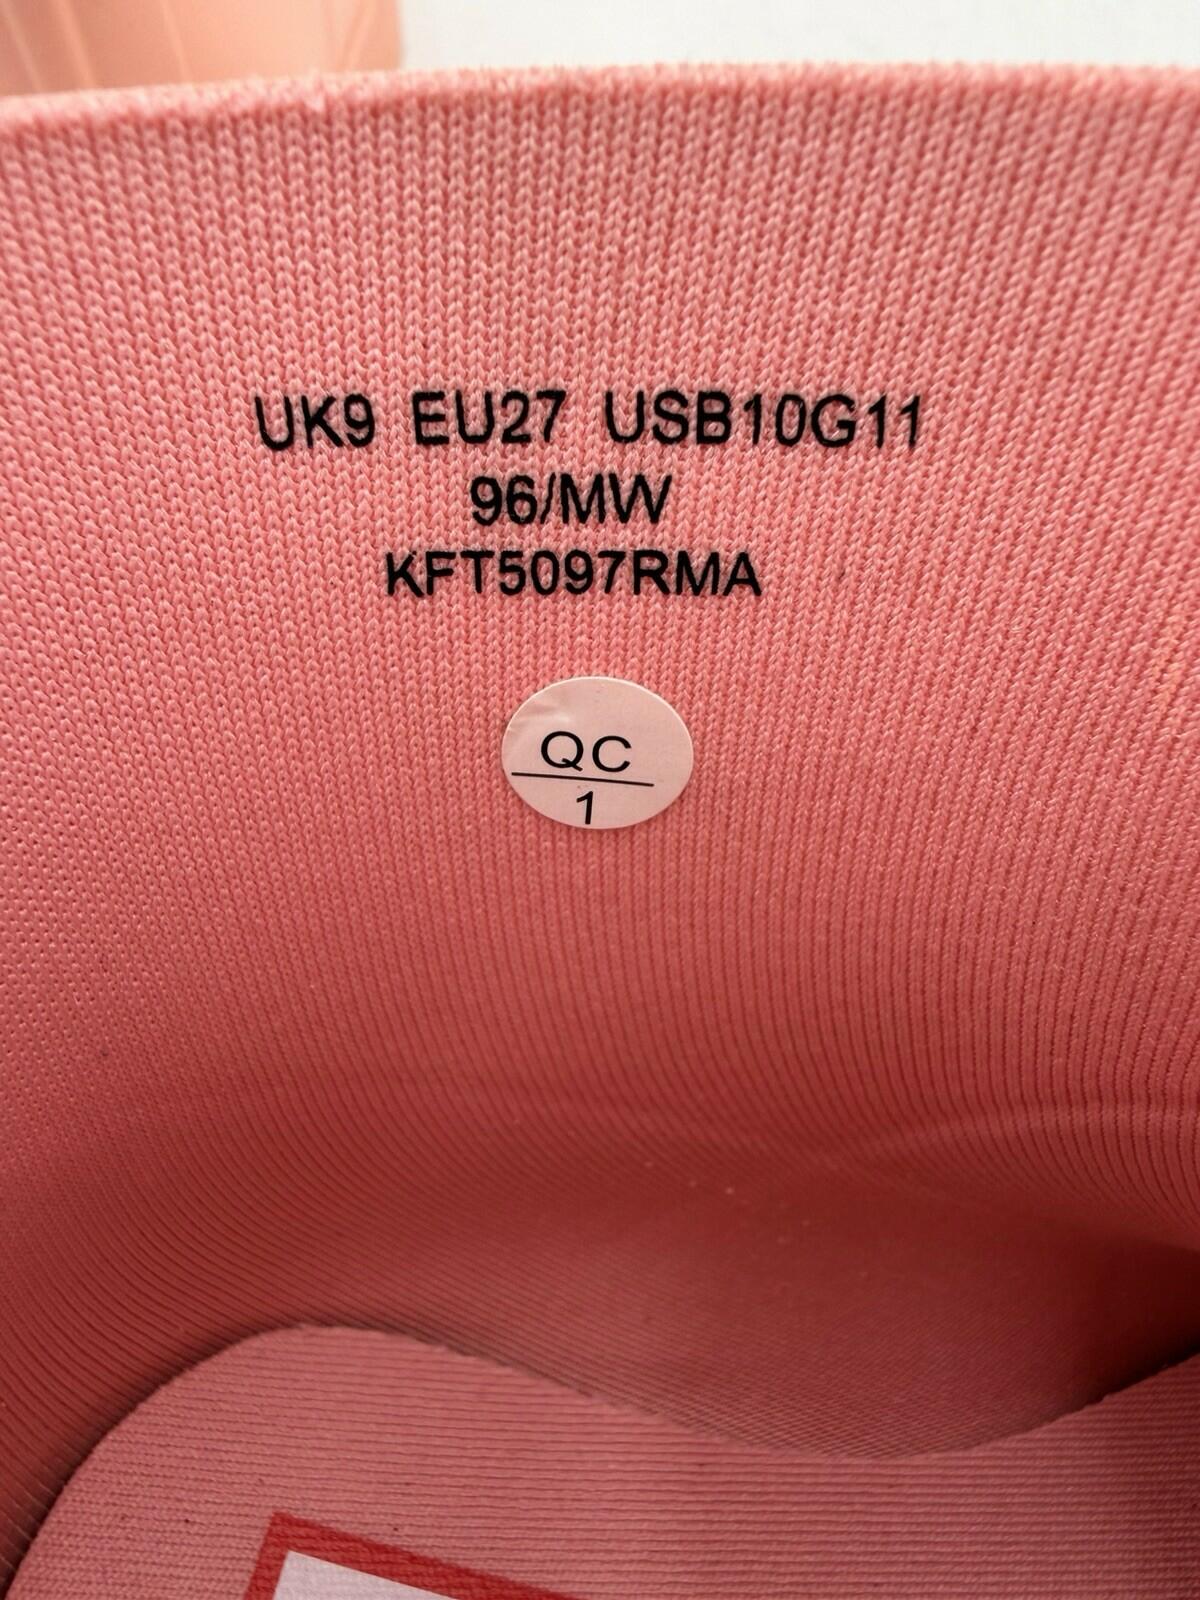 UK9 EU27 USB10G11
96/MW
KFT5097RMA
QC
1